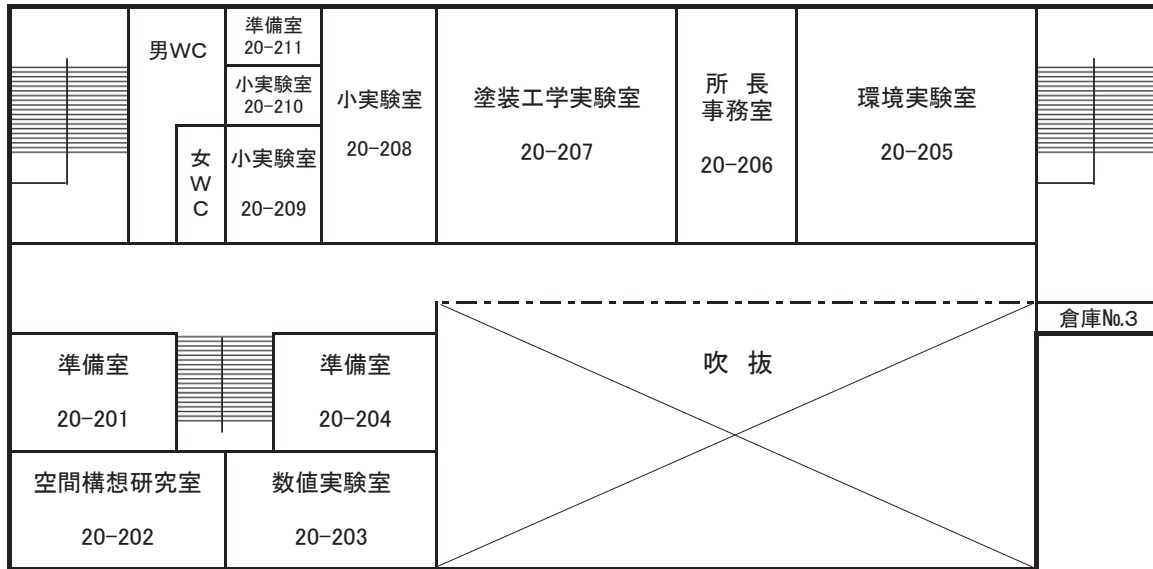 男WC
準備室
20-211
小実験室
20-210
女
W
C
小実験室
20-209
小実験室
20-208
塗装工学実験室
20-207
所 長
事務室
20-206
環境実験室
20-205
倉庫№3
吹 抜
準備室
20-201
準備室
20-204
空間構想研究室
20-202
数値実験室
20-203